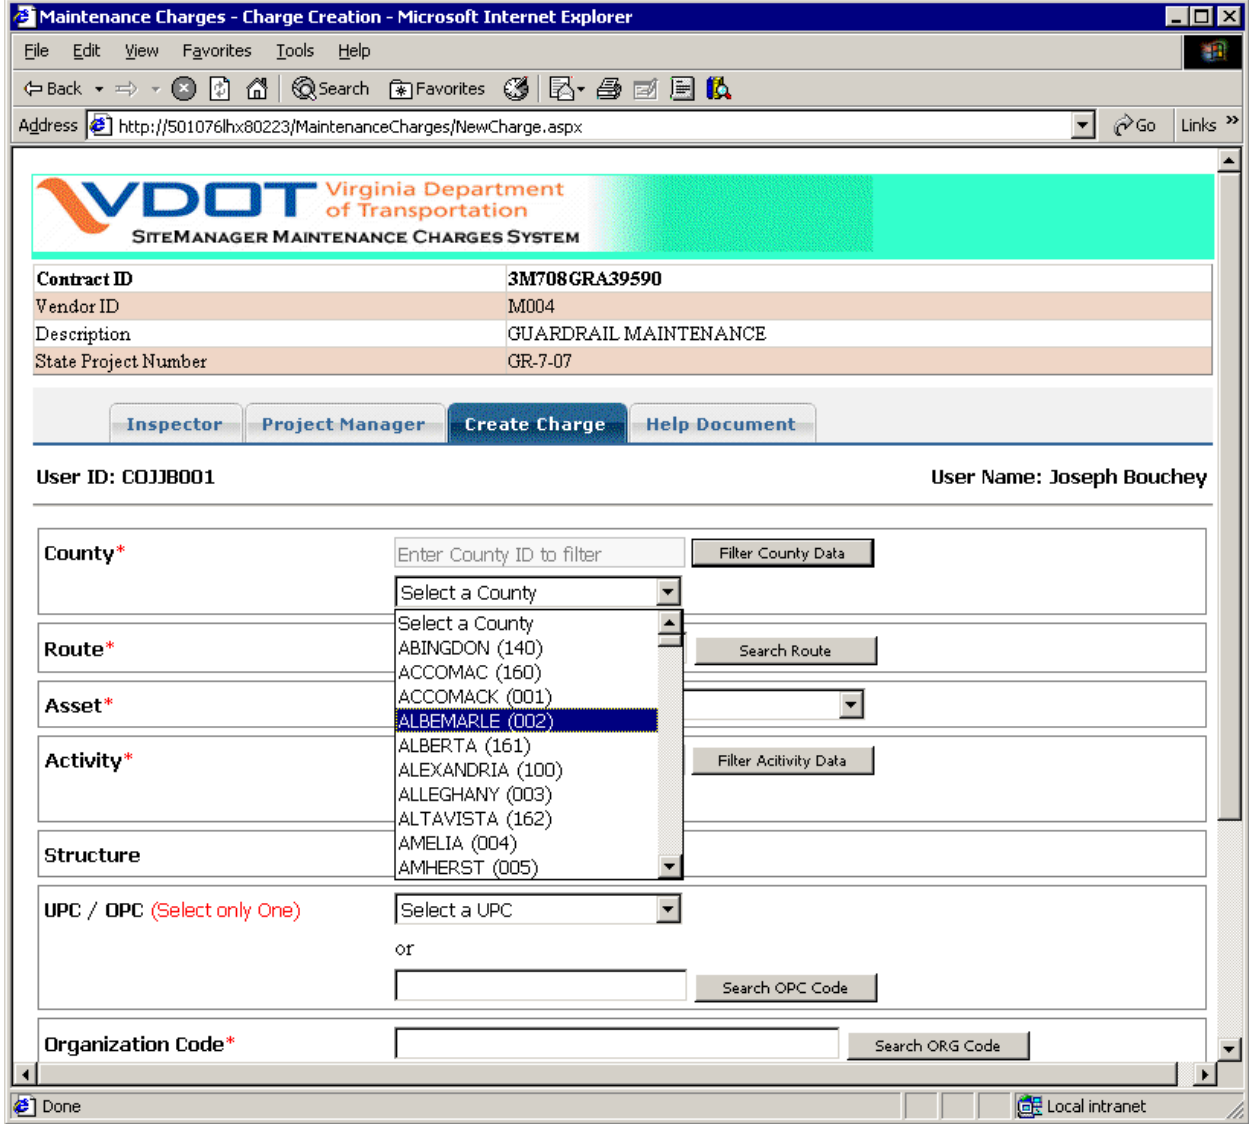 Maintenance Charges - Charge Creation - Microsoft Internet Explorer
File Edit View Favorites Tools Help
Back Search Favorites
Address http://501076lhx80223/MaintenanceCharges/NewCharge.aspx Go Links »
VDOT Virginia Department
of Transportation
SITEMANAGER MAINTENANCE CHARGES SYSTEM
Contract ID 3M708GRA39590
Vendor ID M004
Description GUARDRAIL MAINTENANCE
State Project Number GR-7-07
Inspector Project Manager Create Charge Help Document
User ID: COJJB001 User Name: Joseph Bouchey
County* Enter County ID to filter Filter County Data
Select a County
Select a County
ABINGDON (140)
Route* Search Route
ACCOMAC (160)
ACCOMACK (001)
Asset*
ALBEMARLE (002)
ALBERTA (161)
Activity* Filter Acitivity Data
ALEXANDRIA (100)
ALLEGHANY (003)
ALTAVISTA (162)
AMELIA (004)
Structure
AMHERST (005)
UPC / OPC (Select only One) Select a UPC
or
Search OPC Code
Organization Code* Search ORG Code
Done Local intranet